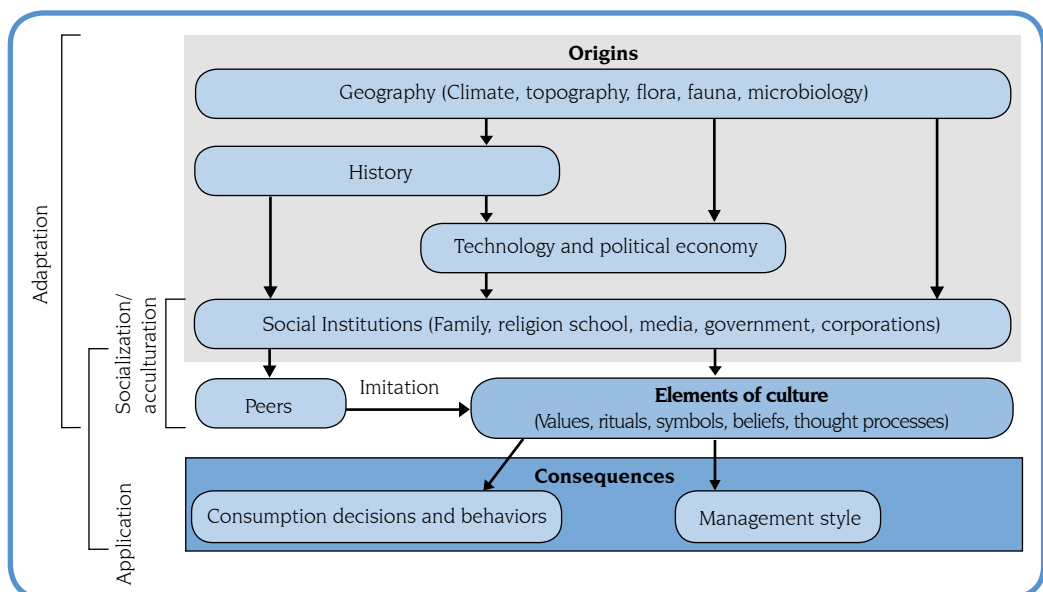 Origins
Geography (Climate, topography, flora, fauna, microbiology)
History
Technology and political economy
Social Institutions (Family, religion school, media, government, corporations)
Peers
Imitation
Elements of culture
(Values, rituals, symbols, beliefs, thought processes)
Consequences
Consumption decisions and behaviors
Management style
Adaptation
Socialization/
acculturation
Application